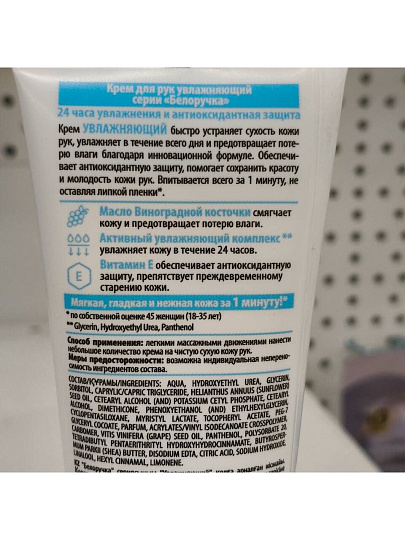 Крем для рук увлажняющий
серии «Белоручка»
24 часа увлажнения и антиоксидантная защита
Крем УВЛАЖНЯЮЩИЙ быстро устраняет сухость кожи
рук, увлажняет в течение всего дня и предотвращает поте-
рю влаги благодаря инновационной формуле. Обеспечи-
вает антиоксидантную защиту, помогает сохранить красоту
и молодость кожи рук. Впитывается всего за 1 минуту, не
оставляя липкой пленки*.
Масло Виноградной косточки смягчает
кожу и предотвращает потерю влаги.
Активный увлажняющий комплекс**
увлажняет кожу в течение 24 часов.
E
Витамин Е обеспечивает антиоксидантную
защиту, препятствует преждевременному
старению кожи.
Мягкая, гладкая и нежная кожа за 1 минуту!*
* по собственной оценке 45 женщин (18-35 лет)
** Glycerin, Hydroxyethyl Urea, Panthenol
Способ применения: легкими массажными движениями нанести
небольшое количество крема на чистую сухую кожу рук.
Меры предосторожности: возможна индивидуальная неперено-
симость ингредиентов состава.
СОСТАВ/ҚҰРАМЫ/INGREDIENTS: AQUA, HYDROXYETHYL UREA, GLYCERIN,
SORBITOL, CAPRYLIC/CAPRIC TRIGLYCERIDE, HELIANTHUS ANNUUS (SUNFLOWER)
SEED OIL, CETEARYL ALCOHOL (AND) POTASSIUM CETYL PHOSPHATE, CETEARYL
ALCOHOL, DIMETHICONE, PHENOXYETHANOL (AND) ETHYLHEXYLGLYCERIN,
CYCLOPENTASILOXANE, MYRISTYL LACTATE, TOCOPHERYL ACETATE, PEG-7
GLYCERYL COCOATE, PARFUM, ACRYLATES/VINYL ISODECANOATE CROSSPOLYMER,
CARBOMER, VITIS VINIFERA (GRAPE) SEED OIL, PANTHENOL, POLYSORBATE 20,
TETRADIBUTYL PENTAERITHRITYL HYDROXYHYDROCINNAMATE, BUTYROSPER-
MUM PARKII (SHEA) BUTTER, DISODIUM EDTA, CITRIC ACID, SODIUM HYDROXIDE,
LINALOOL, HEXYL CINNAMAL, LIMONENE.
KZ "Белоручка"